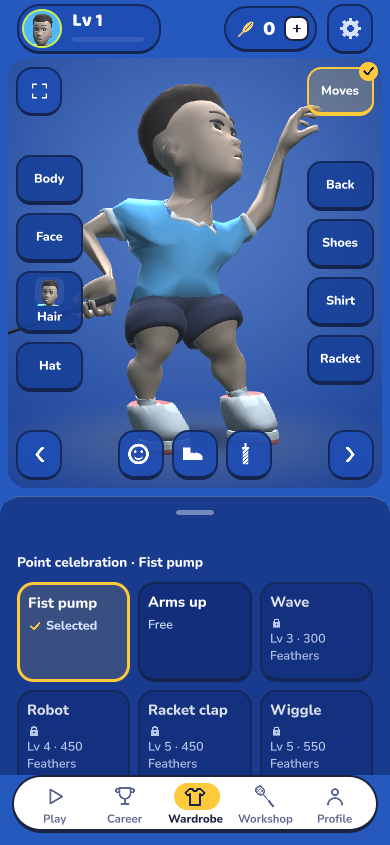 Lv 1
0
+
Moves
Body
Back
Face
Shoes
Hair
Shirt
Hat
Racket
Point celebration · Fist pump
Fist pump
Selected
Arms up
Free
Wave
Lv 3 · 300
Feathers
Robot
Lv 4 · 450
Feathers
Racket clap
Lv 5 · 450
Feathers
Wiggle
Lv 5 · 550
Feathers
Play
Career
Wardrobe
Workshop
Profile